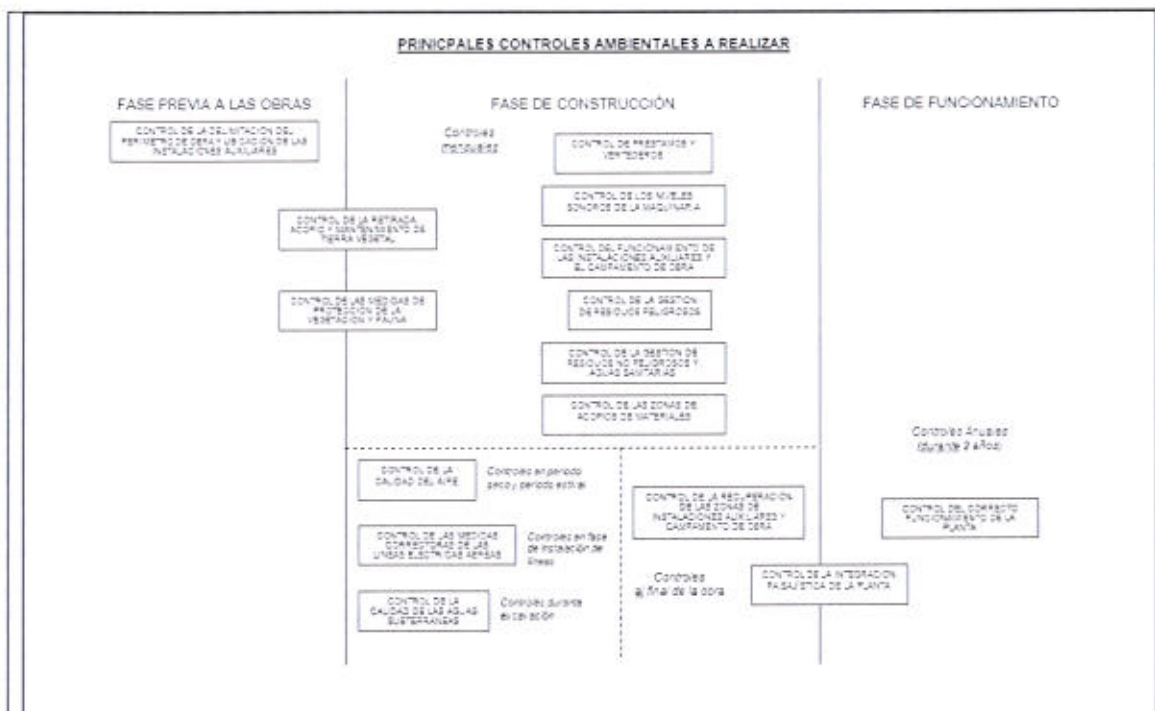 PRINICPALES CONTROLES AMBIENTALES A REALIZAR
FASE PREVIA A LAS OBRAS
CONTROL DE LA DELIMITACION DEL
PERIMETRO DE OBRA Y UBICACIÓN DE LAS
INSTALACIONES AUXILIARES
CONTROL DE LA RETIRADA,
ACOPIO Y MANTENIMIENTO DE
TIERRA VEGETAL
CONTROL DE LAS MEDIDAS DE
PROTECCIÓN DE LA
VEGETACION Y FAUNA
FASE DE CONSTRUCCIÓN
Controles
mensuales
CONTROL DE PRESTAMOS Y
VERTEDEROS
CONTROL DE LOS NIVELES
SONOROS DE LA MAQUINARIA
CONTROL DEL FUNCIONAMIENTO DE
LAS INSTALACIONES AUXILIARES Y
EL CAMPAMENTO DE OBRA
CONTROL DE LA GESTION
DE RESIDUOS PELIGROSOS
CONTROL DE LA GESTION DE
RESIDUOS NO PELIGROSOS Y
AGUAS SANITARIAS
CONTROL DE LAS ZONAS DE
ACOPIOS DE MATERIALES
CONTROL DE LA
CALIDAD DEL AIRE
Controles en periodo
seco y periodo estival
CONTROL DE LAS MEDIDAS
CORRECTORAS DE LAS
LINEAS ELECTRICAS AEREAS
Controles en fase
de instalación de
líneas
CONTROL DE LA
CALIDAD DE LAS AGUAS
SUBTERRANEAS
Controles durante
excavación
CONTROL DE LA RECUPERACION
DE LAS ZONAS DE
INSTALACIONES AUXILIARES Y
CAMPAMENTO DE OBRA
Controles
al final de la obra
CONTROL DE LA INTEGRACION
PAISAJÍSTICA DE LA PLANTA
FASE DE FUNCIONAMIENTO
Controles Anuales
(durante 2 años)
CONTROL DEL CORRECTO
FUNCIONAMIENTO DE LA
PLANTA